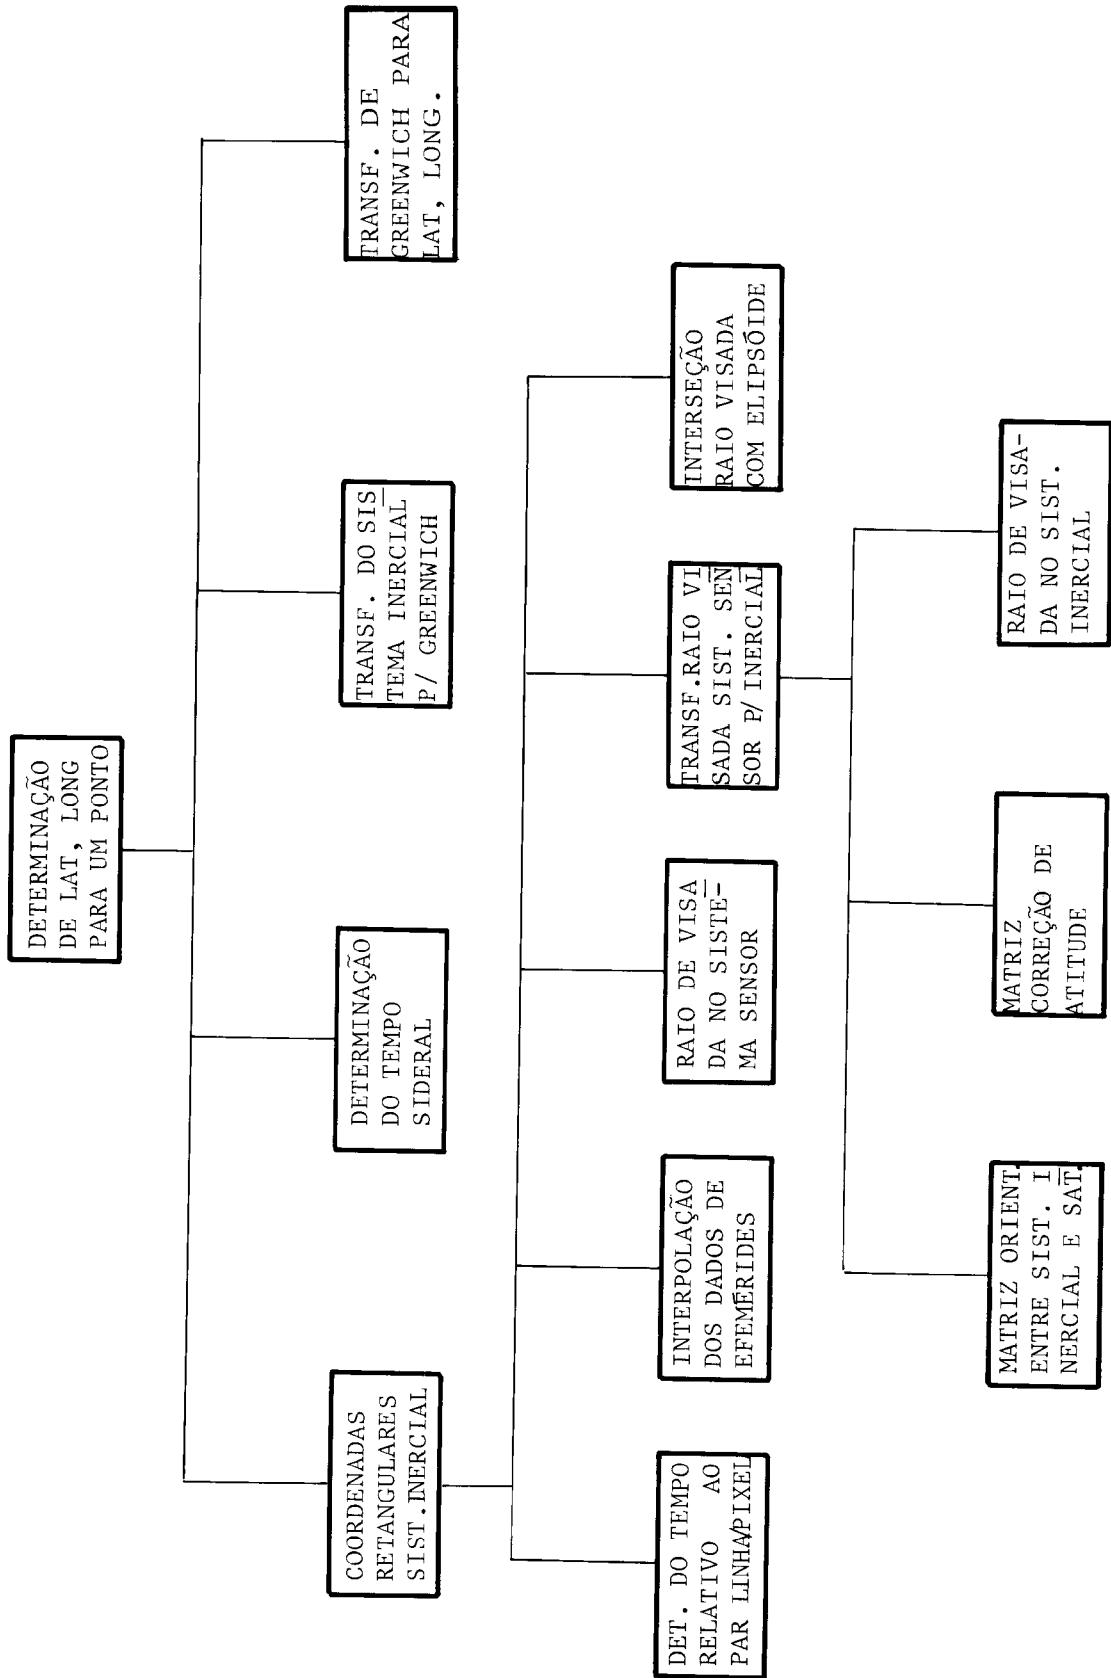 DETERMINAÇÃO
DE LAT, LONG
PARA UM PONTO
COORDENADAS
RETANGULARES
SIST.INERCIAL
DETERMINAÇÃO
DO TEMPO
SIDERAL
TRANSF. DO SIS
TEMA INERCIAL
P/ GREENWICH
TRANSF. DE
GREENWICH PARA
LAT, LONG.
DET. DO TEMPO
RELATIVO AO
PAR LINHA/PIXEL
INTERPOLAÇÃO
DOS DADOS DE
EFEMÉRIDES
RAIO DE VISA
DA NO SISTE-
MA SENSOR
TRANSF.RAIO VI
SADA SIST. SEN
SOR P/ INERCIAL
INTERSEÇÃO
RAIO VISADA
COM ELIPSÓIDE
MATRIZ ORIENT.
ENTRE SIST. I
NERCIAL E SAT.
MATRIZ
CORREÇÃO DE
ATITUDE
RAIO DE VISA-
DA NO SIST.
INERCIAL